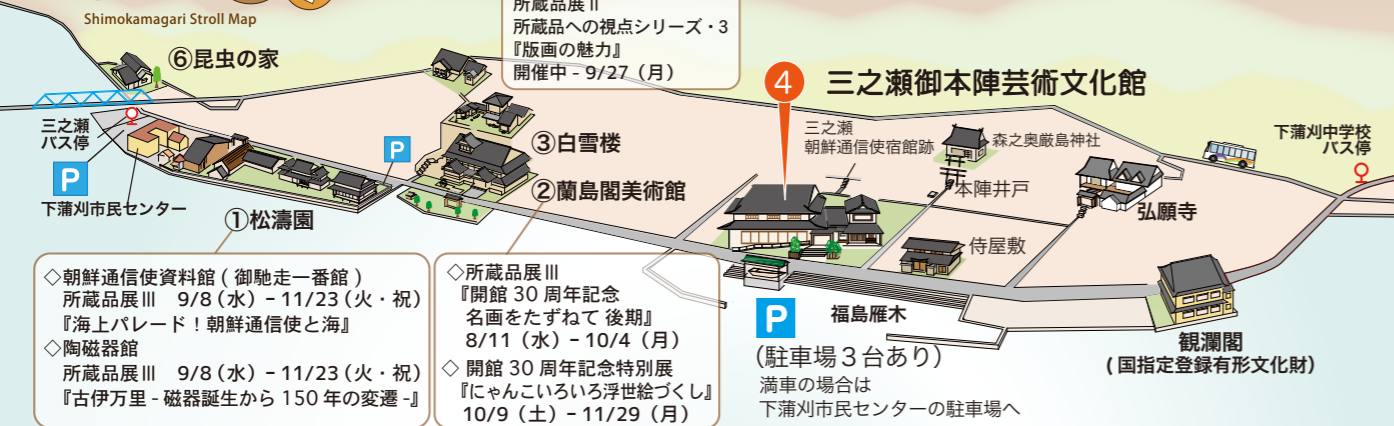 Shimokamagari Stroll Map
所蔵品展Ⅱ
所蔵品への視点シリーズ・3
『版画の魅力』
開催中 - 9/27（月）
⑥昆虫の家
三之瀬
バス停
P
下蒲刈市民センター
①松濤園
P
③白雪楼
②蘭島閣美術館
4
三之瀬御本陣芸術文化館
三之瀬
朝鮮通信使宿館跡
森之奥厳島神社
本陣井戸
侍屋敷
弘願寺
下蒲刈中学校
バス停
◇朝鮮通信使資料館 ( 御馳走一番館 )
所蔵品展Ⅲ 9/8（水）- 11/23（火・祝）
『海上パレード！朝鮮通信使と海』
◇陶磁器館
所蔵品展Ⅲ 9/8（水）- 11/23（火・祝）
『古伊万里 - 磁器誕生から 150 年の変遷 -』
◇所蔵品展Ⅲ
『開館 30 周年記念
名画をたずねて 後期』
8/11（水）- 10/4（月）
◇ 開館 30 周年記念特別展
『にゃんこいろいろ浮世絵づくし』
10/9（土）- 11/29（月）
P
（駐車場３台あり）
満車の場合は
下蒲刈市民センターの駐車場へ
福島雁木
観瀾閣
( 国指定登録有形文化財）